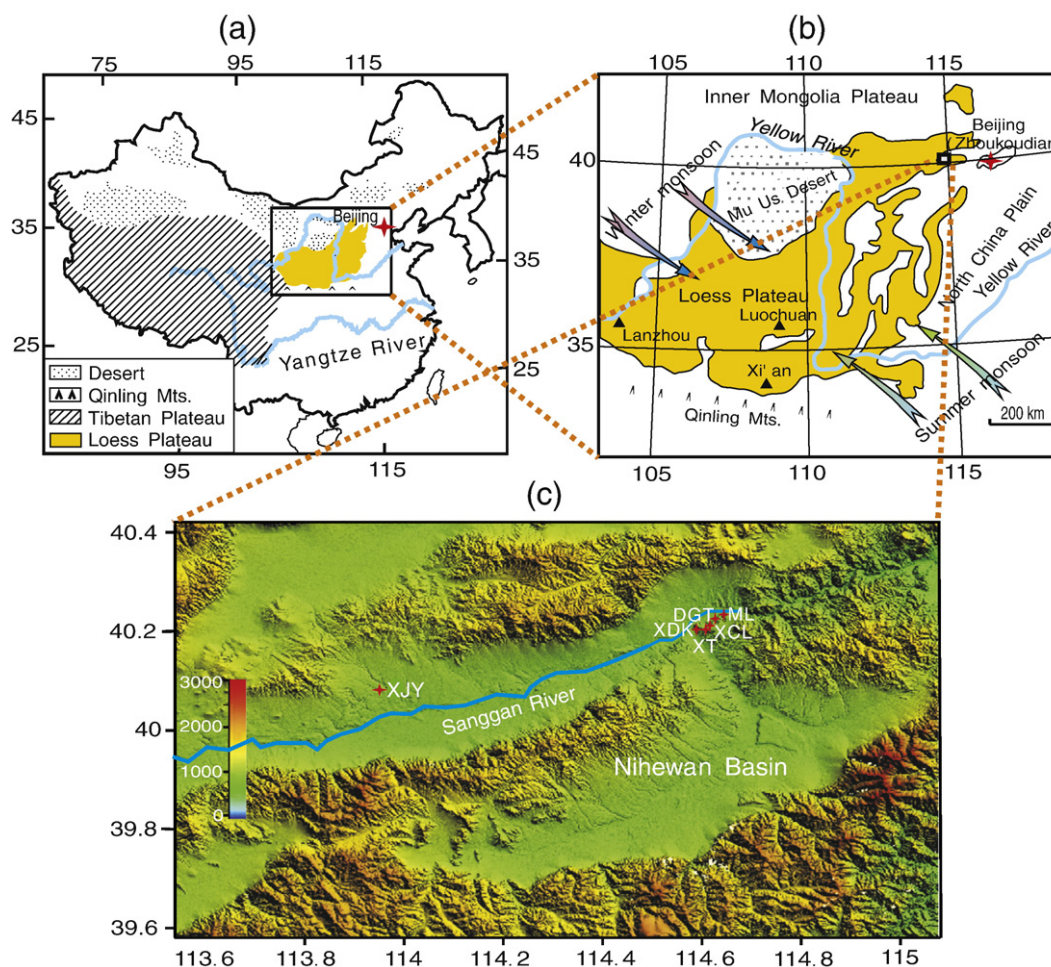 (a)
75
95
115
45
45
Beijing
35
35
25
25
Yangtze River
Desert
Qinling Mts.
Tibetan Plateau
Loess Plateau
95
115
(b)
105
110
115
Inner Mongolia Plateau
Yellow River
Beijing
(Zhoukoudian)
40
Winter monsoon
Mu Us. Desert
North China Plain
Yellow River
Loess Plateau
Luochuan
Lanzhou
35
Xi' an
Qinling Mts.
Summer monsoon
200 km
105
110
115
(c)
40.4
40.2
40
39.8
39.6
DGT
ML
XDK
XCL
XT
3000
2000
1000
0
XJY
Sanggan River
Nihewan Basin
113.6
113.8
114
114.2
114.4
114.6
114.8
115